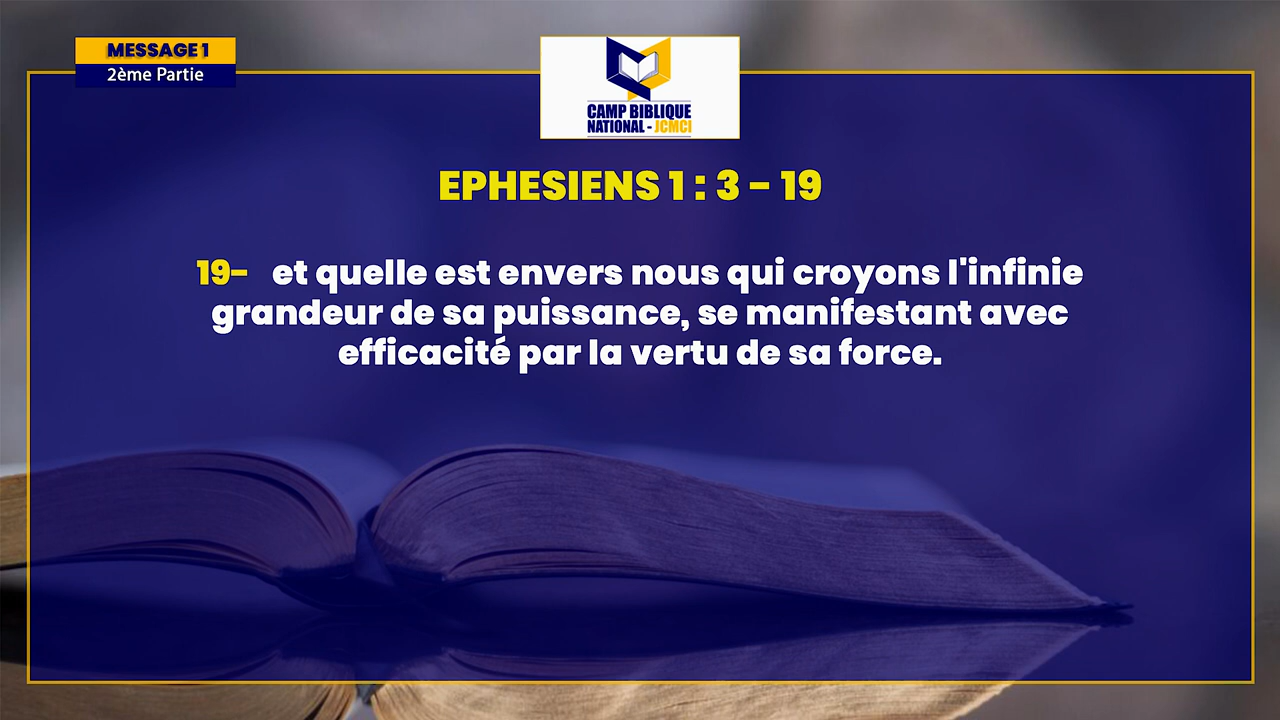 MESSAGE 1
2ème Partie
CAMP BIBLIQUE
NATIONAL - JCMCI
EPHESIENS 1 : 3 - 19
19- et quelle est envers nous qui croyons l'infinie
grandeur de sa puissance, se manifestant avec
efficacité par la vertu de sa force.